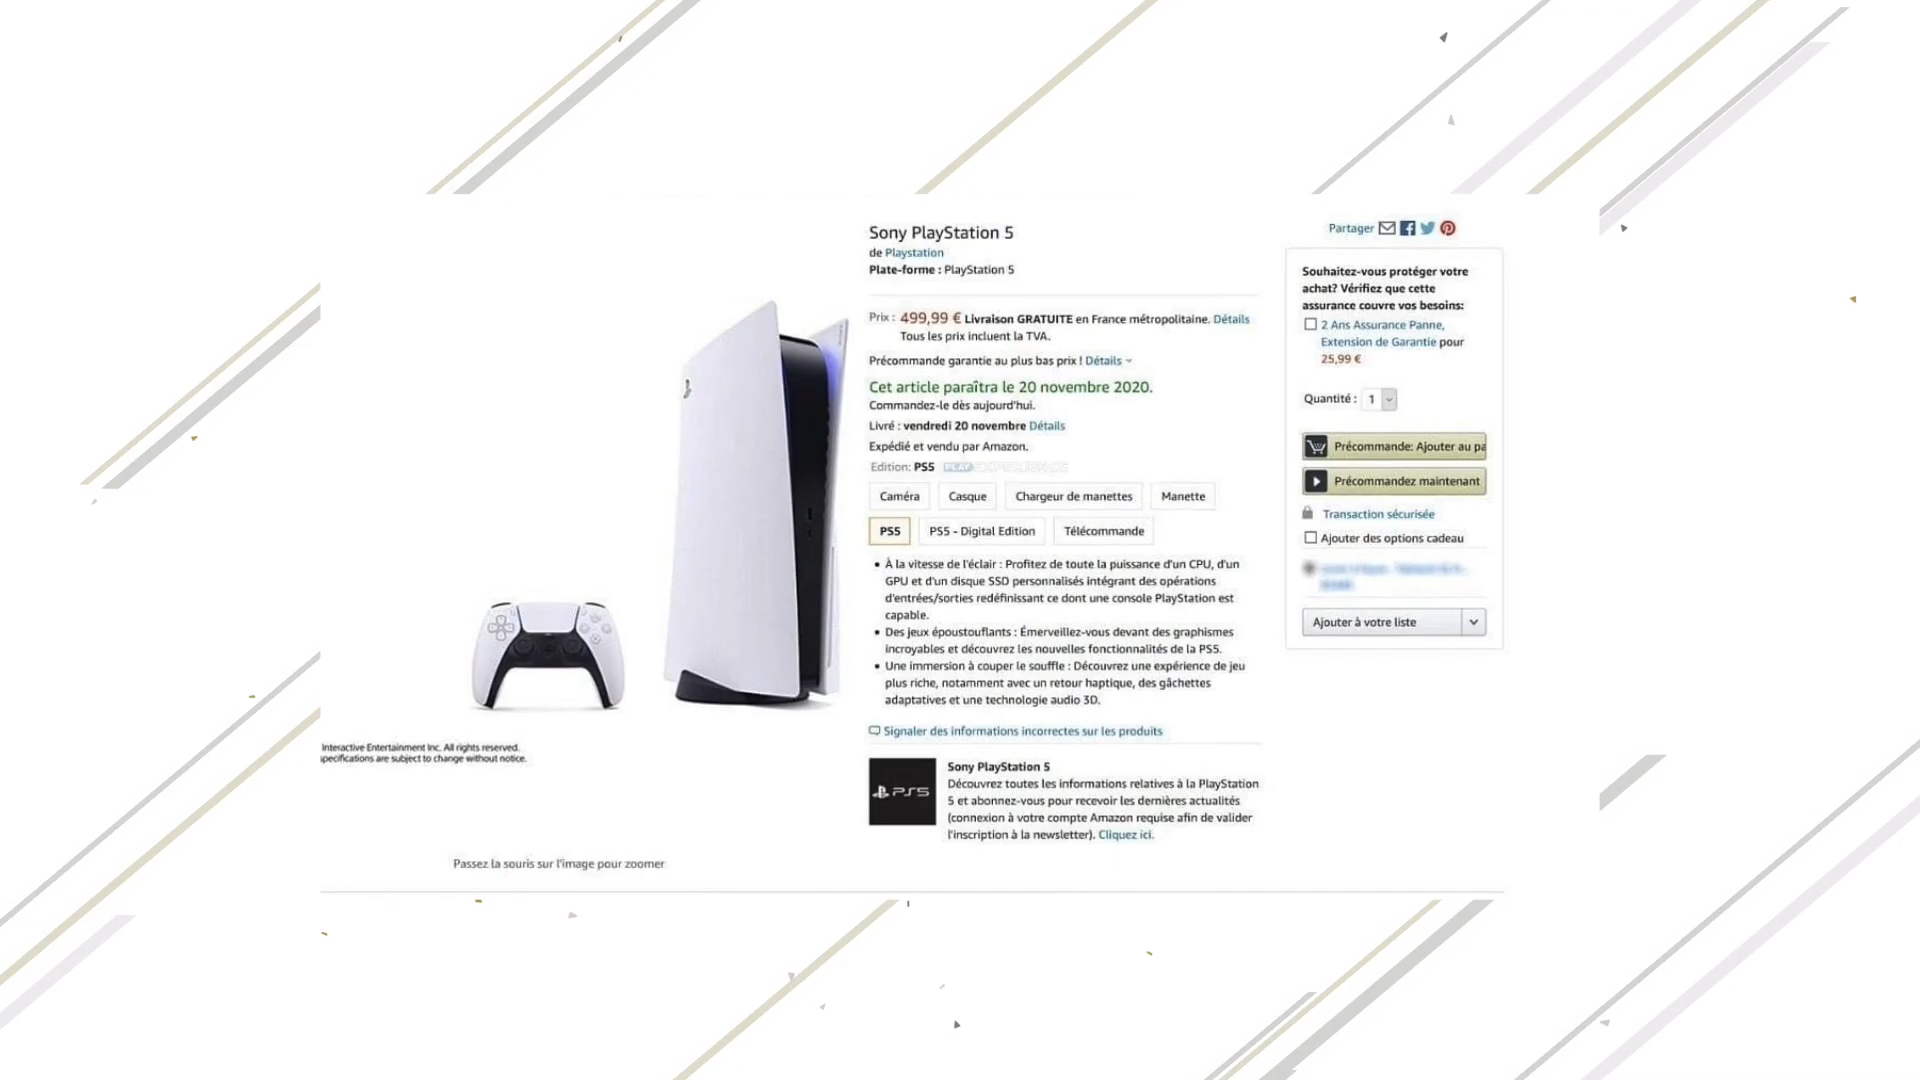 Sony PlayStation 5
de Playstation
Plate-forme : PlayStation 5
Prix : 499,99 € Livraison GRATUITE en France métropolitaine. Détails
Tous les prix incluent la TVA.
Précommande garantie au plus bas prix ! Détails
Cet article paraîtra le 20 novembre 2020.
Commandez-le dès aujourd'hui.
Livré : vendredi 20 novembre Détails
Expédié et vendu par Amazon.
Edition: PS5
Caméra
Casque
Chargeur de manettes
Manette
PS5
PS5 - Digital Edition
Télécommande
À la vitesse de l'éclair : Profitez de toute la puissance d'un CPU, d'un
GPU et d'un disque SSD personnalisés intégrant des opérations
d'entrées/sorties redéfinissant ce dont une console PlayStation est
capable.
Des jeux époustouflants : Émerveillez-vous devant des graphismes
incroyables et découvrez les nouvelles fonctionnalités de la PS5.
Une immersion à couper le souffle : Découvrez une expérience de jeu
plus riche, notamment avec un retour haptique, des gâchettes
adaptatives et une technologie audio 3D.
Signaler des informations incorrectes sur les produits
PS5
Sony PlayStation 5
Découvrez toutes les informations relatives à la PlayStation
5 et abonnez-vous pour recevoir les dernières actualités
(connexion à votre compte Amazon requise afin de valider
l'inscription à la newsletter). Cliquez ici.
Interactive Entertainment Inc. All rights reserved.
specifications are subject to change without notice.
Passez la souris sur l'image pour zoomer
Partager
Souhaitez-vous protéger votre
achat? Vérifiez que cette
assurance couvre vos besoins:
2 Ans Assurance Panne,
Extension de Garantie pour
25,99 €
Quantité : 1
Précommande: Ajouter au pa
Précommandez maintenant
Transaction sécurisée
Ajouter des options cadeau
Ajouter à votre liste